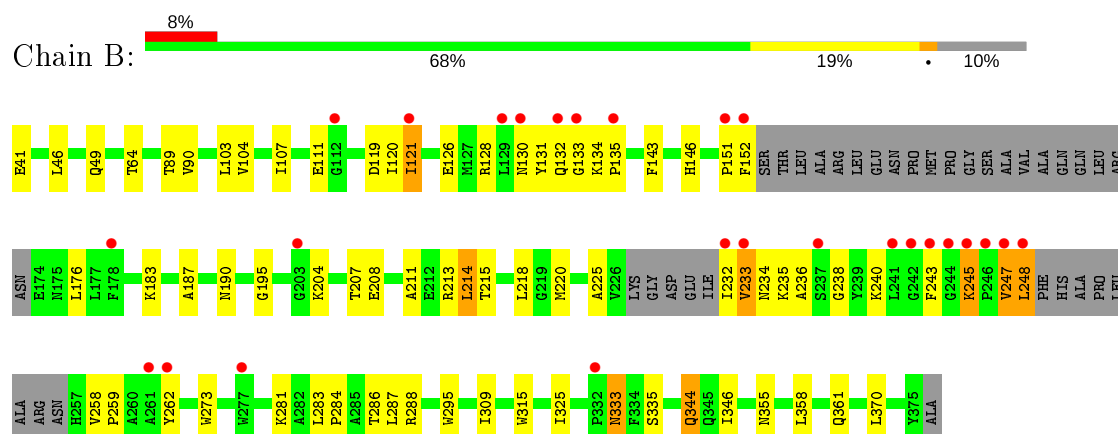 8%
Chain B:
68% 19% • 10%
E41 L46 Q49 T64 T89 V90 L103 V104 I107 E111 G112 D119 I120 I121 E126 M127 R128 L129 N130 Y131 Q132 G133 K134 P135 F143 H146 P151 F152 SER THR LEU ALA ARG LEU GLU ASN PRO MET PRO GLY SER ALA VAL ALA GLN GLN LEU ARG
ASN E174 N175 L176 L177 F178 K183 A187 N190 G195 G203 K204 T207 E208 A211 E212 R213 L214 T215 L218 G219 M220 A225 V226 LYS GLY ASP GLU ILE I232 V233 N234 K235 A236 S237 G238 Y239 K240 L241 G242 F243 G244 K245 P246 V247 L248 PHE HIS ALA PRO LEU
ALA ARG ASN H257 V258 P259 A260 A261 Y262 W273 W277 K281 A282 L283 P284 A285 T286 L287 R288 W295 I309 W315 I325 P332 N333 F334 S335 Q344 Q345 I346 N355 L358 Q361 L370 Y375 ALA